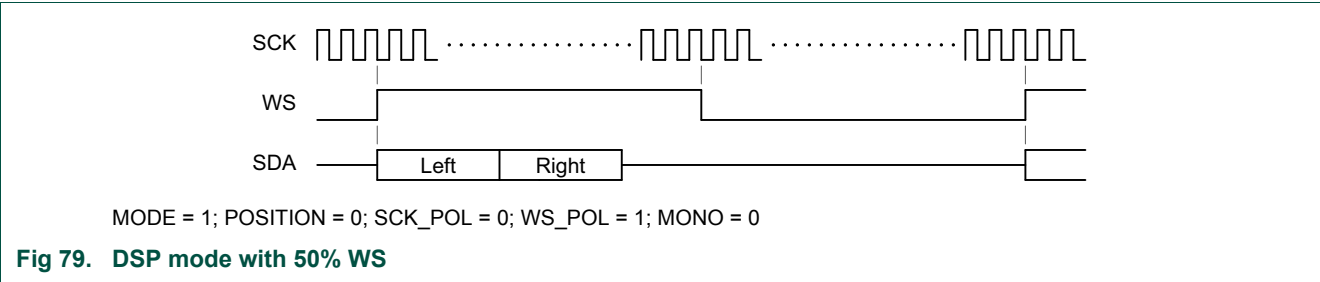 SCK
WS
SDA Left Right
MODE = 1; POSITION = 0; SCK_POL = 0; WS_POL = 1; MONO = 0
Fig 79. DSP mode with 50% WS